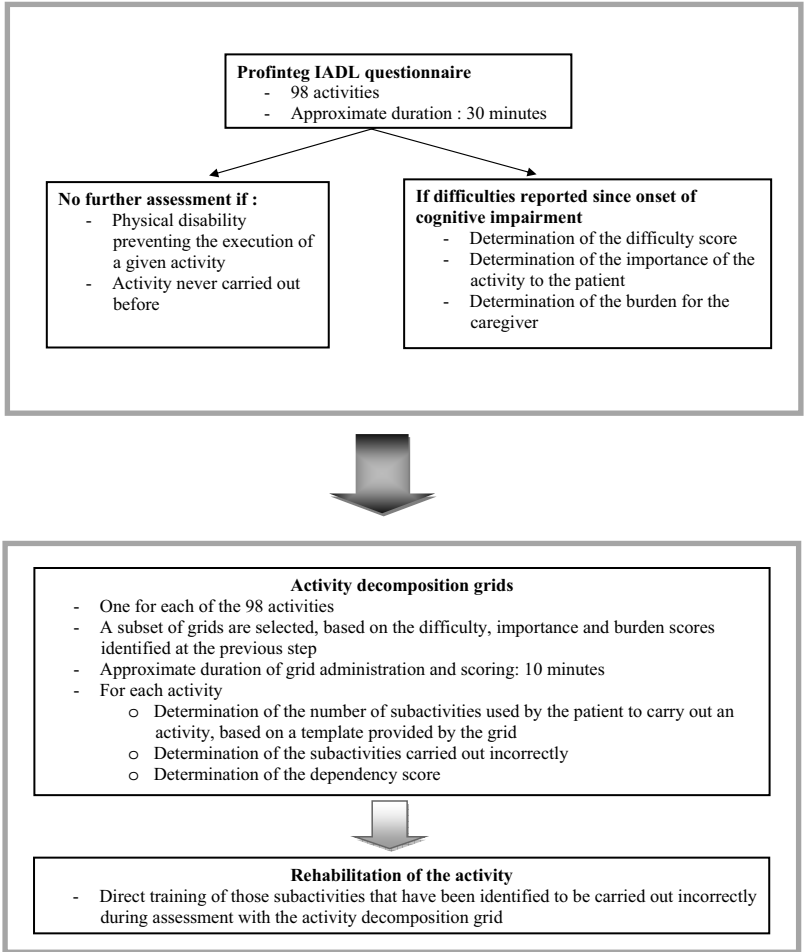 Profinteg IADL questionnaire
- 98 activities
- Approximate duration : 30 minutes
No further assessment if :
- Physical disability
preventing the execution of
a given activity
- Activity never carried out
before
If difficulties reported since onset of
cognitive impairment
- Determination of the difficulty score
- Determination of the importance of the
activity to the patient
- Determination of the burden for the
caregiver
Activity decomposition grids
- One for each of the 98 activities
- A subset of grids are selected, based on the difficulty, importance and burden scores
identified at the previous step
- Approximate duration of grid administration and scoring: 10 minutes
- For each activity
o Determination of the number of subactivities used by the patient to carry out an
activity, based on a template provided by the grid
o Determination of the subactivities carried out incorrectly
o Determination of the dependency score
Rehabilitation of the activity
- Direct training of those subactivities that have been identified to be carried out incorrectly
during assessment with the activity decomposition grid